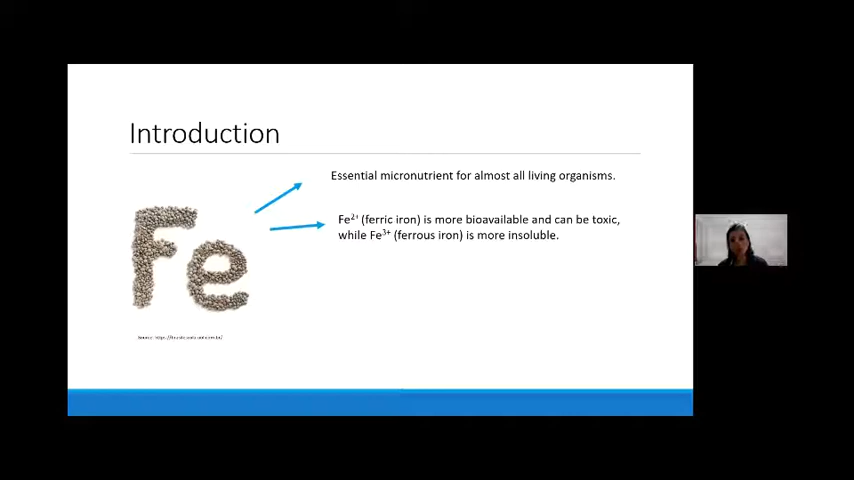 Introduction
Essential micronutrient for almost all living organisms.
Fe²⁺ (ferric iron) is more bioavailable and can be toxic,
while Fe³⁺ (ferrous iron) is more insoluble.
Fe
Source: